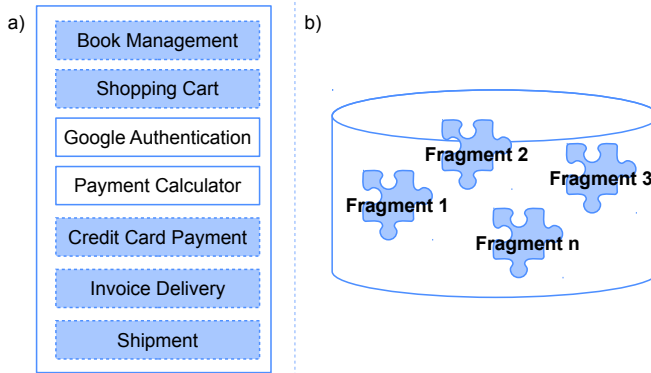 a)
Book Management
Shopping Cart
Google Authentication
Payment Calculator
Credit Card Payment
Invoice Delivery
Shipment
b)
Fragment 2
Fragment 3
Fragment 1
Fragment n